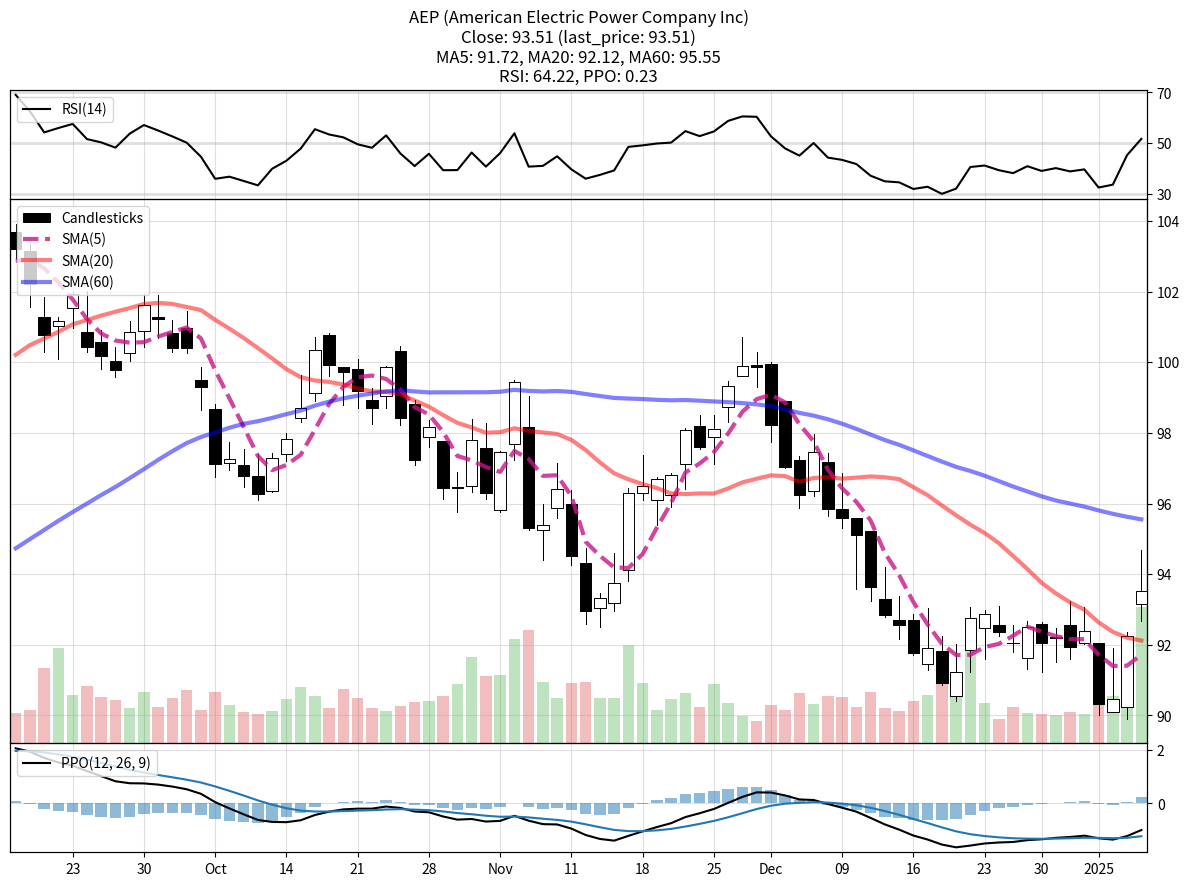 AEP (American Electric Power Company Inc)
Close: 93.51 (last_price: 93.51)
MA5: 91.72, MA20: 92.12, MA60: 95.55
RSI: 64.22, PPO: 0.23
RSI(14)
70
50
30
Candlesticks
SMA(5)
SMA(20)
SMA(60)
104
102
100
98
96
94
92
90
PPO(12, 26, 9)
2
0
23 30 Oct 14 21 28 Nov 11 18 25 Dec 09 16 23 30 2025